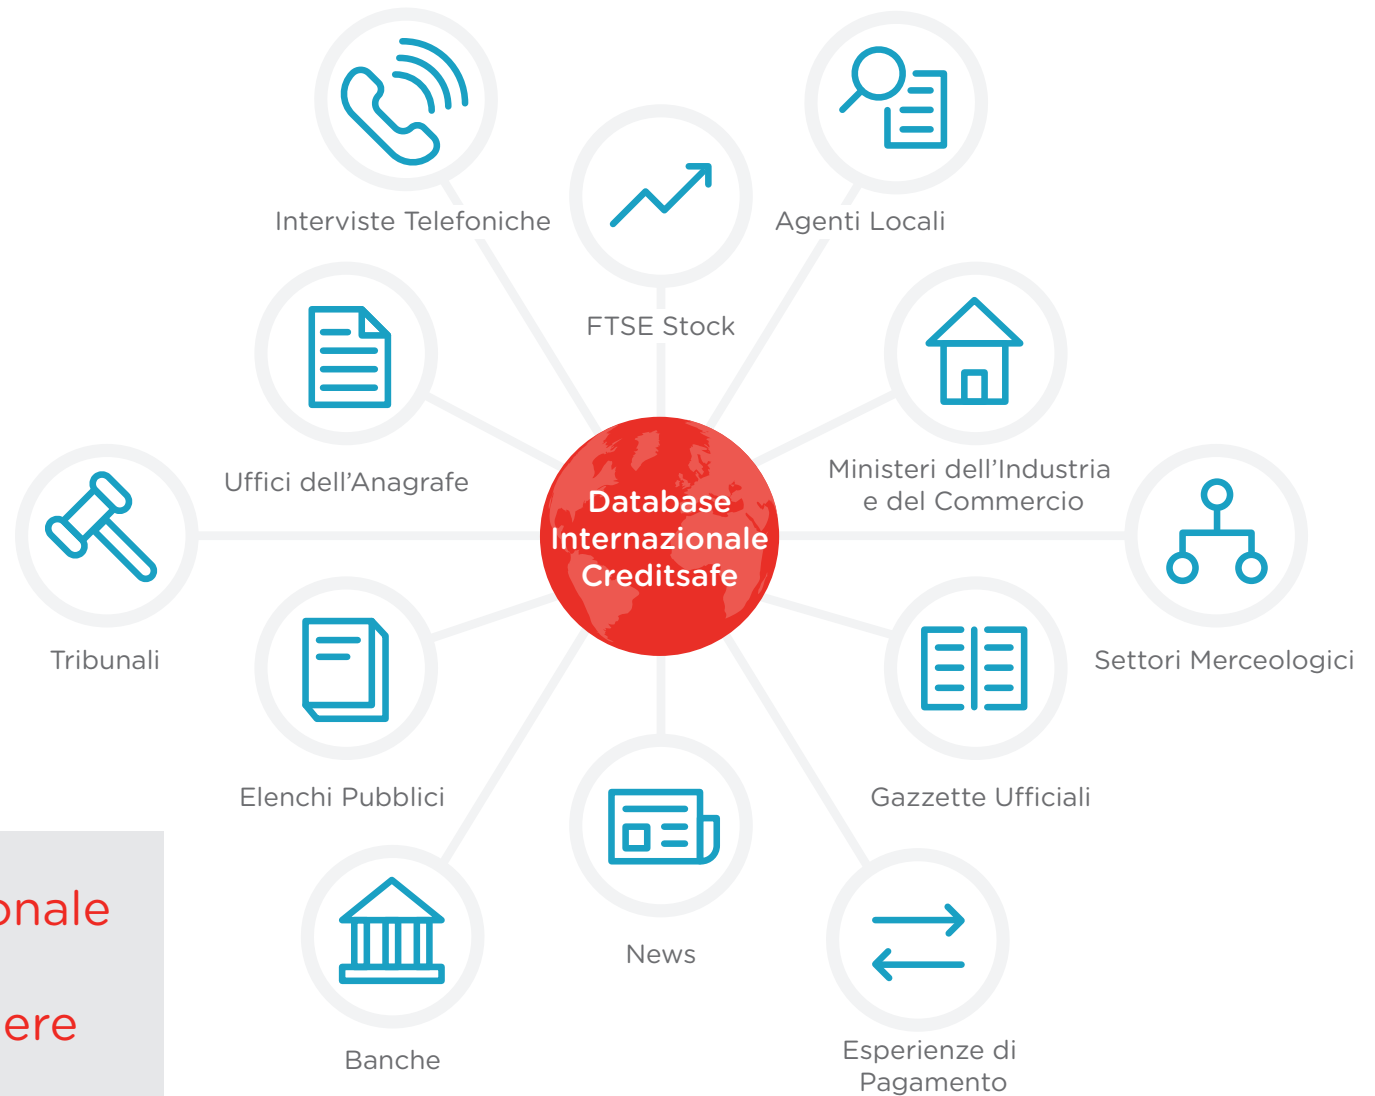 Interviste Telefoniche
Agenti Locali
FTSE Stock
Uffici dell’Anagrafe
Ministeri dell’Industria
e del Commercio
Database
Internazionale
Creditsafe
Tribunali
Settori Merceologici
Elenchi Pubblici
Gazzette Ufficiali
News
Banche
Esperienze di
Pagamento
onale
ere